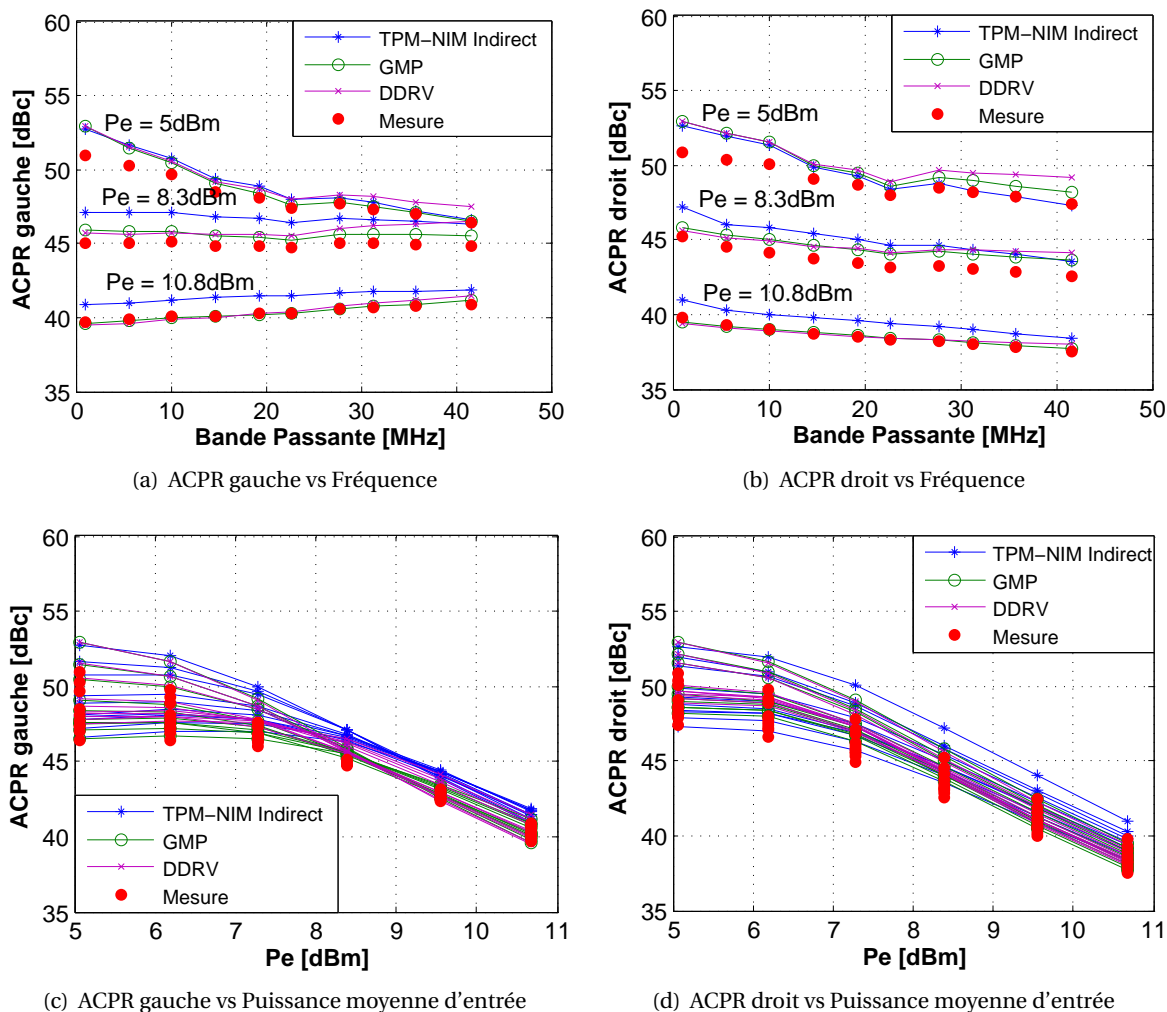 60
55
50
45
40
35
ACPR gauche [dBc]
TPM−NIM Indirect
GMP
DDRV
Mesure
Pe = 5dBm
Pe = 8.3dBm
Pe = 10.8dBm
0 10 20 30 40 50
Bande Passante [MHz]
(a) ACPR gauche vs Fréquence
60
55
50
45
40
35
ACPR droit [dBc]
TPM−NIM Indirect
GMP
DDRV
Mesure
Pe = 5dBm
Pe = 8.3dBm
Pe = 10.8dBm
0 10 20 30 40 50
Bande Passante [MHz]
(b) ACPR droit vs Fréquence
60
55
50
45
40
35
ACPR gauche [dBc]
TPM−NIM Indirect
GMP
DDRV
Mesure
5 6 7 8 9 10 11
Pe [dBm]
(c) ACPR gauche vs Puissance moyenne d'entrée
60
55
50
45
40
35
ACPR droit [dBc]
TPM−NIM Indirect
GMP
DDRV
Mesure
5 6 7 8 9 10 11
Pe [dBm]
(d) ACPR droit vs Puissance moyenne d'entrée